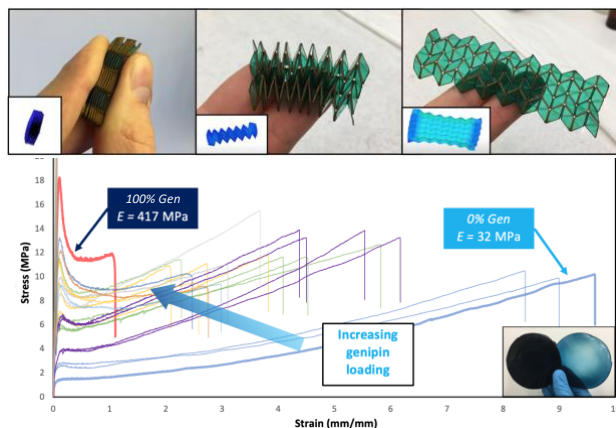 18
16
14
12
10
8
6
4
2
0
Stress (MPa)
100% Gen
E = 417 MPa
0% Gen
E = 32 MPa
Increasing
genipin
loading
0
1
2
3
4
5
6
7
8
9
Strain (mm/mm)